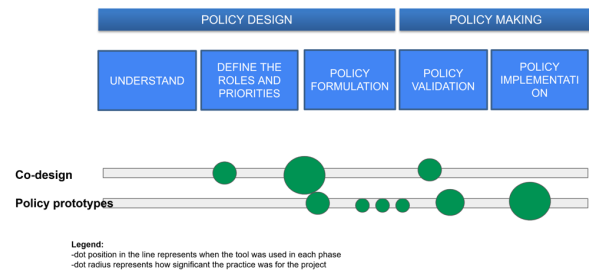 POLICY DESIGN
POLICY MAKING
UNDERSTAND
DEFINE THE
ROLES AND
PRIORITIES
POLICY
FORMULATION
POLICY
VALIDATION
POLICY
IMPLEMENTATI
ON
Co-design
Policy prototypes
Legend:
-dot position in the line represents when the tool was used in each phase
-dot radius represents how significant the practice was for the project